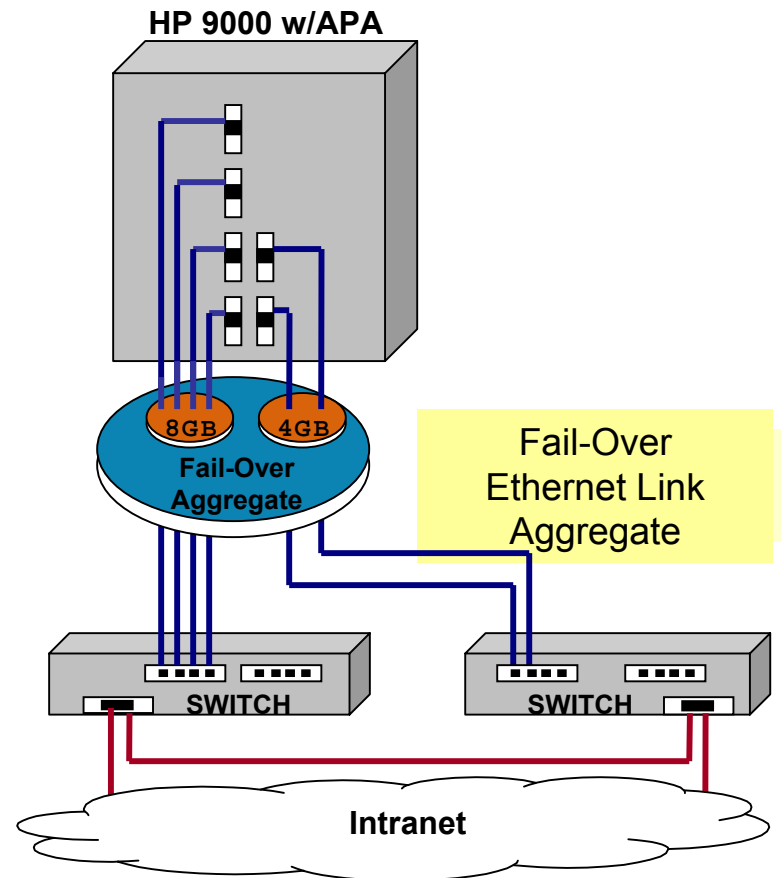 HP 9000 w/APA
8GB
4GB
Fail-Over
Aggregate
Fail-Over
Ethernet Link
Aggregate
SWITCH
SWITCH
Intranet